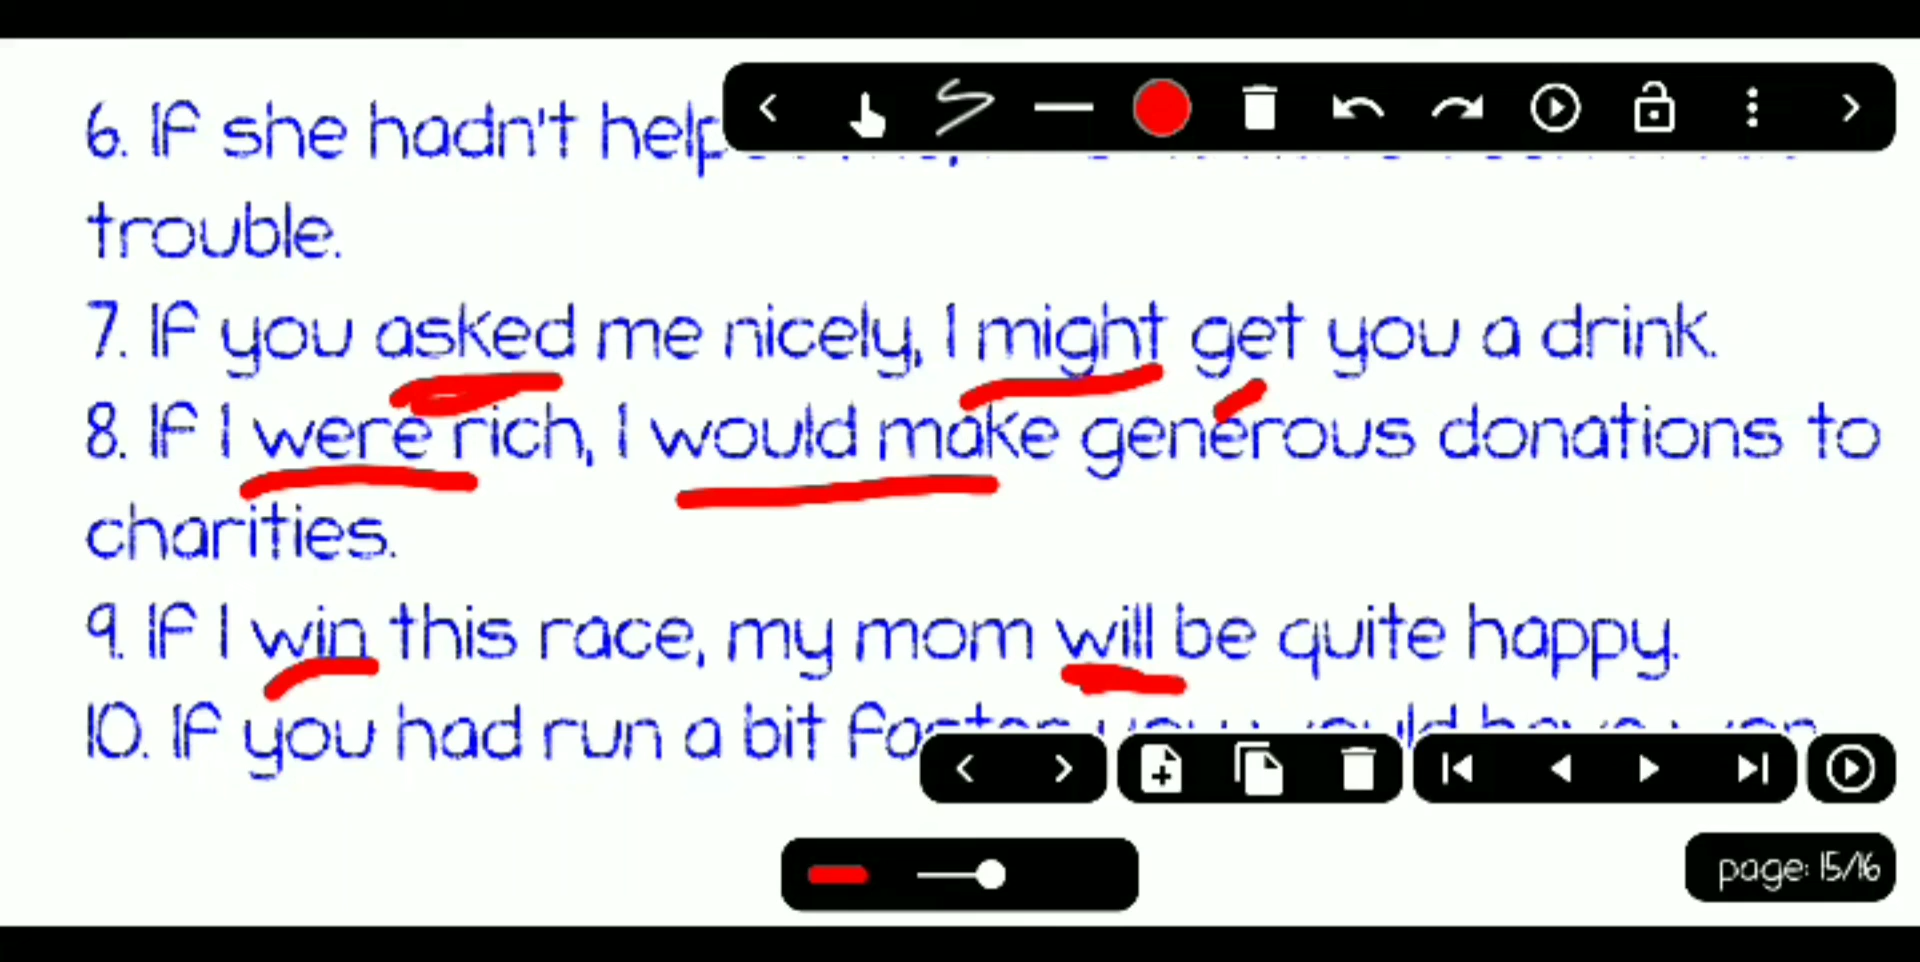 6. If she hadn't
trouble.
7. If you asked me nicely, I might get you a drink.
8. If I were rich, I would make generous donations to
charities.
9. If I win this race, my mom will be quite happy.
10. If you had run a bit
page: 15/16